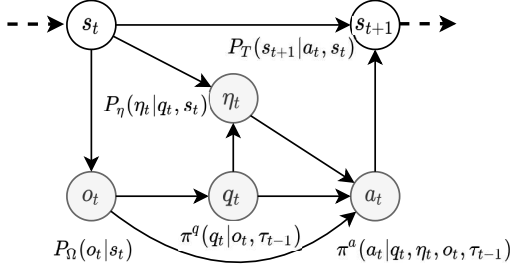 s_t
s_{t+1}
P_T(s_{t+1}|a_t, s_t)
P_η(η_t|q_t, s_t)
η_t
o_t
q_t
a_t
π^q(q_t|o_t, τ_{t−1})
P_Ω(o_t|s_t)
π^a(a_t|q_t, η_t, o_t, τ_{t−1})